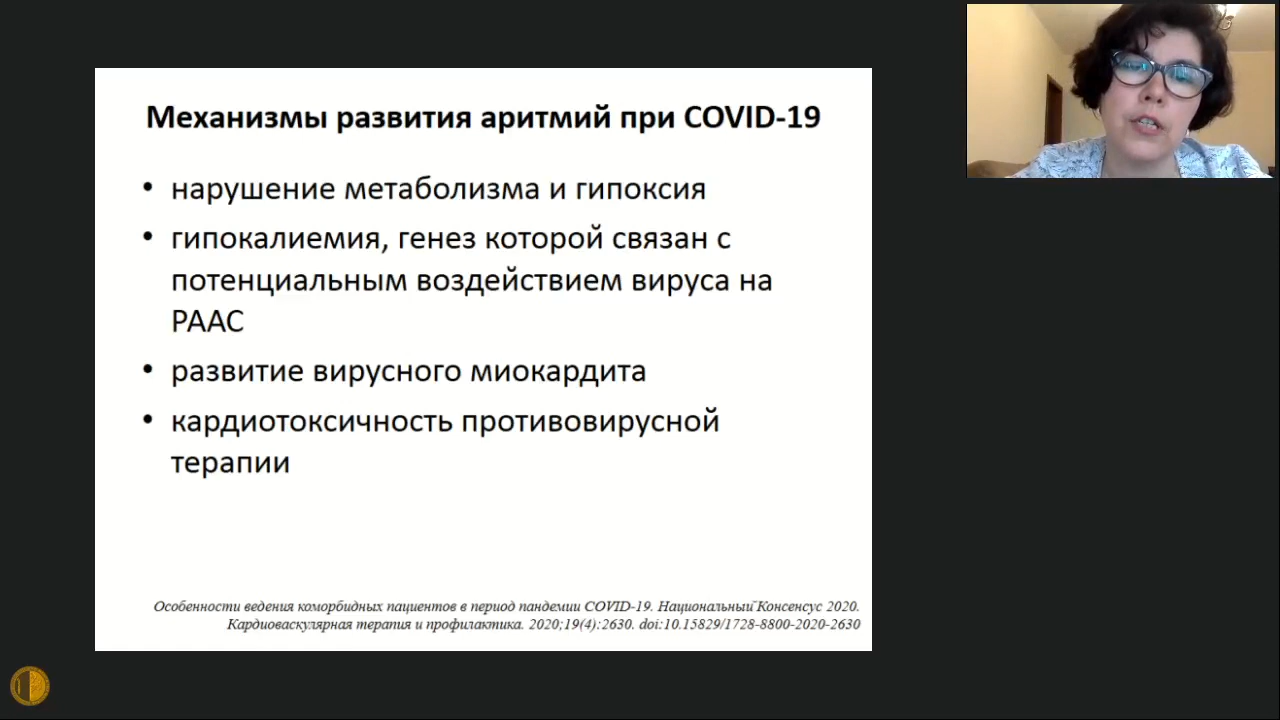 Механизмы развития аритмий при COVID-19
• нарушение метаболизма и гипоксия
• гипокалиемия, генез которой связан с
потенциальным воздействием вируса на
РААС
• развитие вирусного миокардита
• кардиотоксичность противовирусной
терапии
Особенности ведения коморбидных пациентов в период пандемии COVID-19. Национальный Консенсус 2020.
Кардиоваскулярная терапия и профилактика. 2020;19(4):2630. doi:10.15829/1728-8800-2020-2630